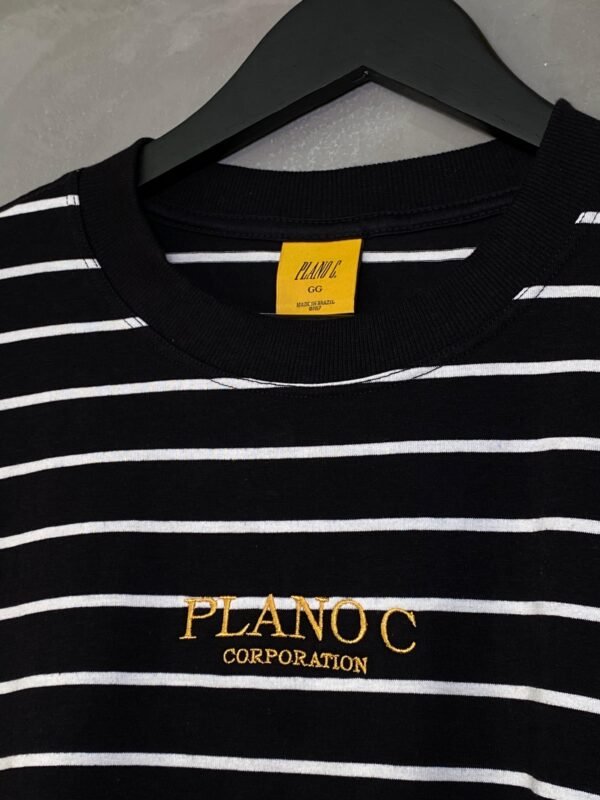 PLANO C.
GG
MADE IN BRAZIL
PLANO C
CORPORATION